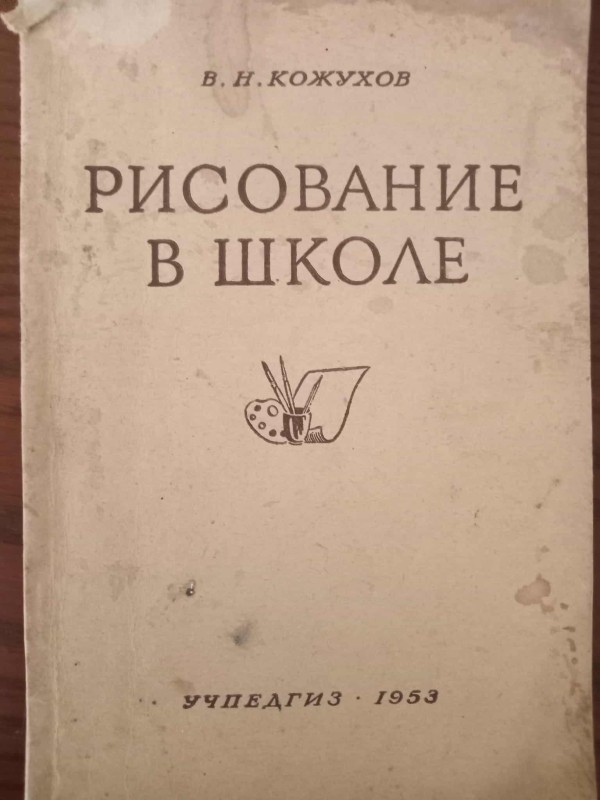 В. Н. КОЖУХОВ
РИСОВАНИЕ
В ШКОЛЕ
УЧПЕДГИЗ · 1953